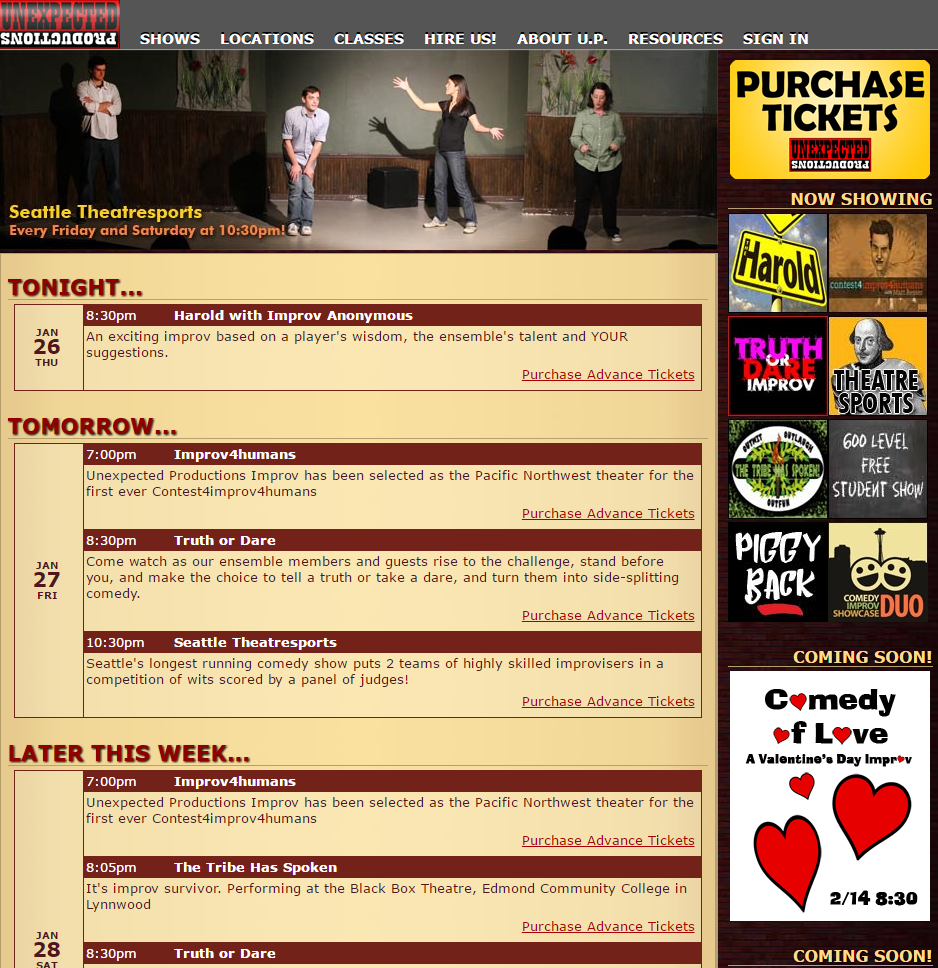 UNEXPECTED
PRODUCTIONS
SHOWS LOCATIONS CLASSES HIRE US! ABOUT U.P. RESOURCES SIGN IN
Seattle Theatresports
Every Friday and Saturday at 10:30pm!
TONIGHT...
JAN
26
THU
8:30pm Harold with Improv Anonymous
An exciting improv based on a player's wisdom, the ensemble's talent and YOUR
suggestions.
Purchase Advance Tickets
TOMORROW...
JAN
27
FRI
7:00pm Improv4humans
Unexpected Productions Improv has been selected as the Pacific Northwest theater for the
first ever Contest4improv4humans
Purchase Advance Tickets
8:30pm Truth or Dare
Come watch as our ensemble members and guests rise to the challenge, stand before
you, and make the choice to tell a truth or take a dare, and turn them into side-splitting
comedy.
Purchase Advance Tickets
10:30pm Seattle Theatresports
Seattle's longest running comedy show puts 2 teams of highly skilled improvisers in a
competition of wits scored by a panel of judges!
Purchase Advance Tickets
LATER THIS WEEK...
JAN
28
SAT
7:00pm Improv4humans
Unexpected Productions Improv has been selected as the Pacific Northwest theater for the
first ever Contest4improv4humans
Purchase Advance Tickets
8:05pm The Tribe Has Spoken
It's improv survivor. Performing at the Black Box Theatre, Edmond Community College in
Lynnwood
Purchase Advance Tickets
8:30pm Truth or Dare
PURCHASE
TICKETS
UNEXPECTED
PRODUCTIONS
NOW SHOWING
Harold
contest4improv4humans
with Matt Besser
TRUTH
OR
DARE
IMPROV
THEATRE
SPORTS
OUTWIT OUTLAUGH
THE TRIBE HAS SPOKEN!
OUTFUN
600 LEVEL
FREE
STUDENT SHOW
PIGGY
BACK
COMEDY
IMPROV
SHOWCASE DUO
COMING SOON!
Comedy
of Love
A Valentine's Day Improv
2/14 8:30
COMING SOON!